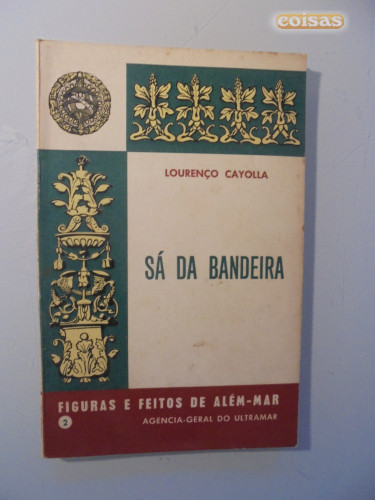 coisas
LOURENÇO CAYOLLA
SÁ DA BANDEIRA
FIGURAS E FEITOS DE ALÉM-MAR
2
AGENCIA-GERAL DO ULTRAMAR